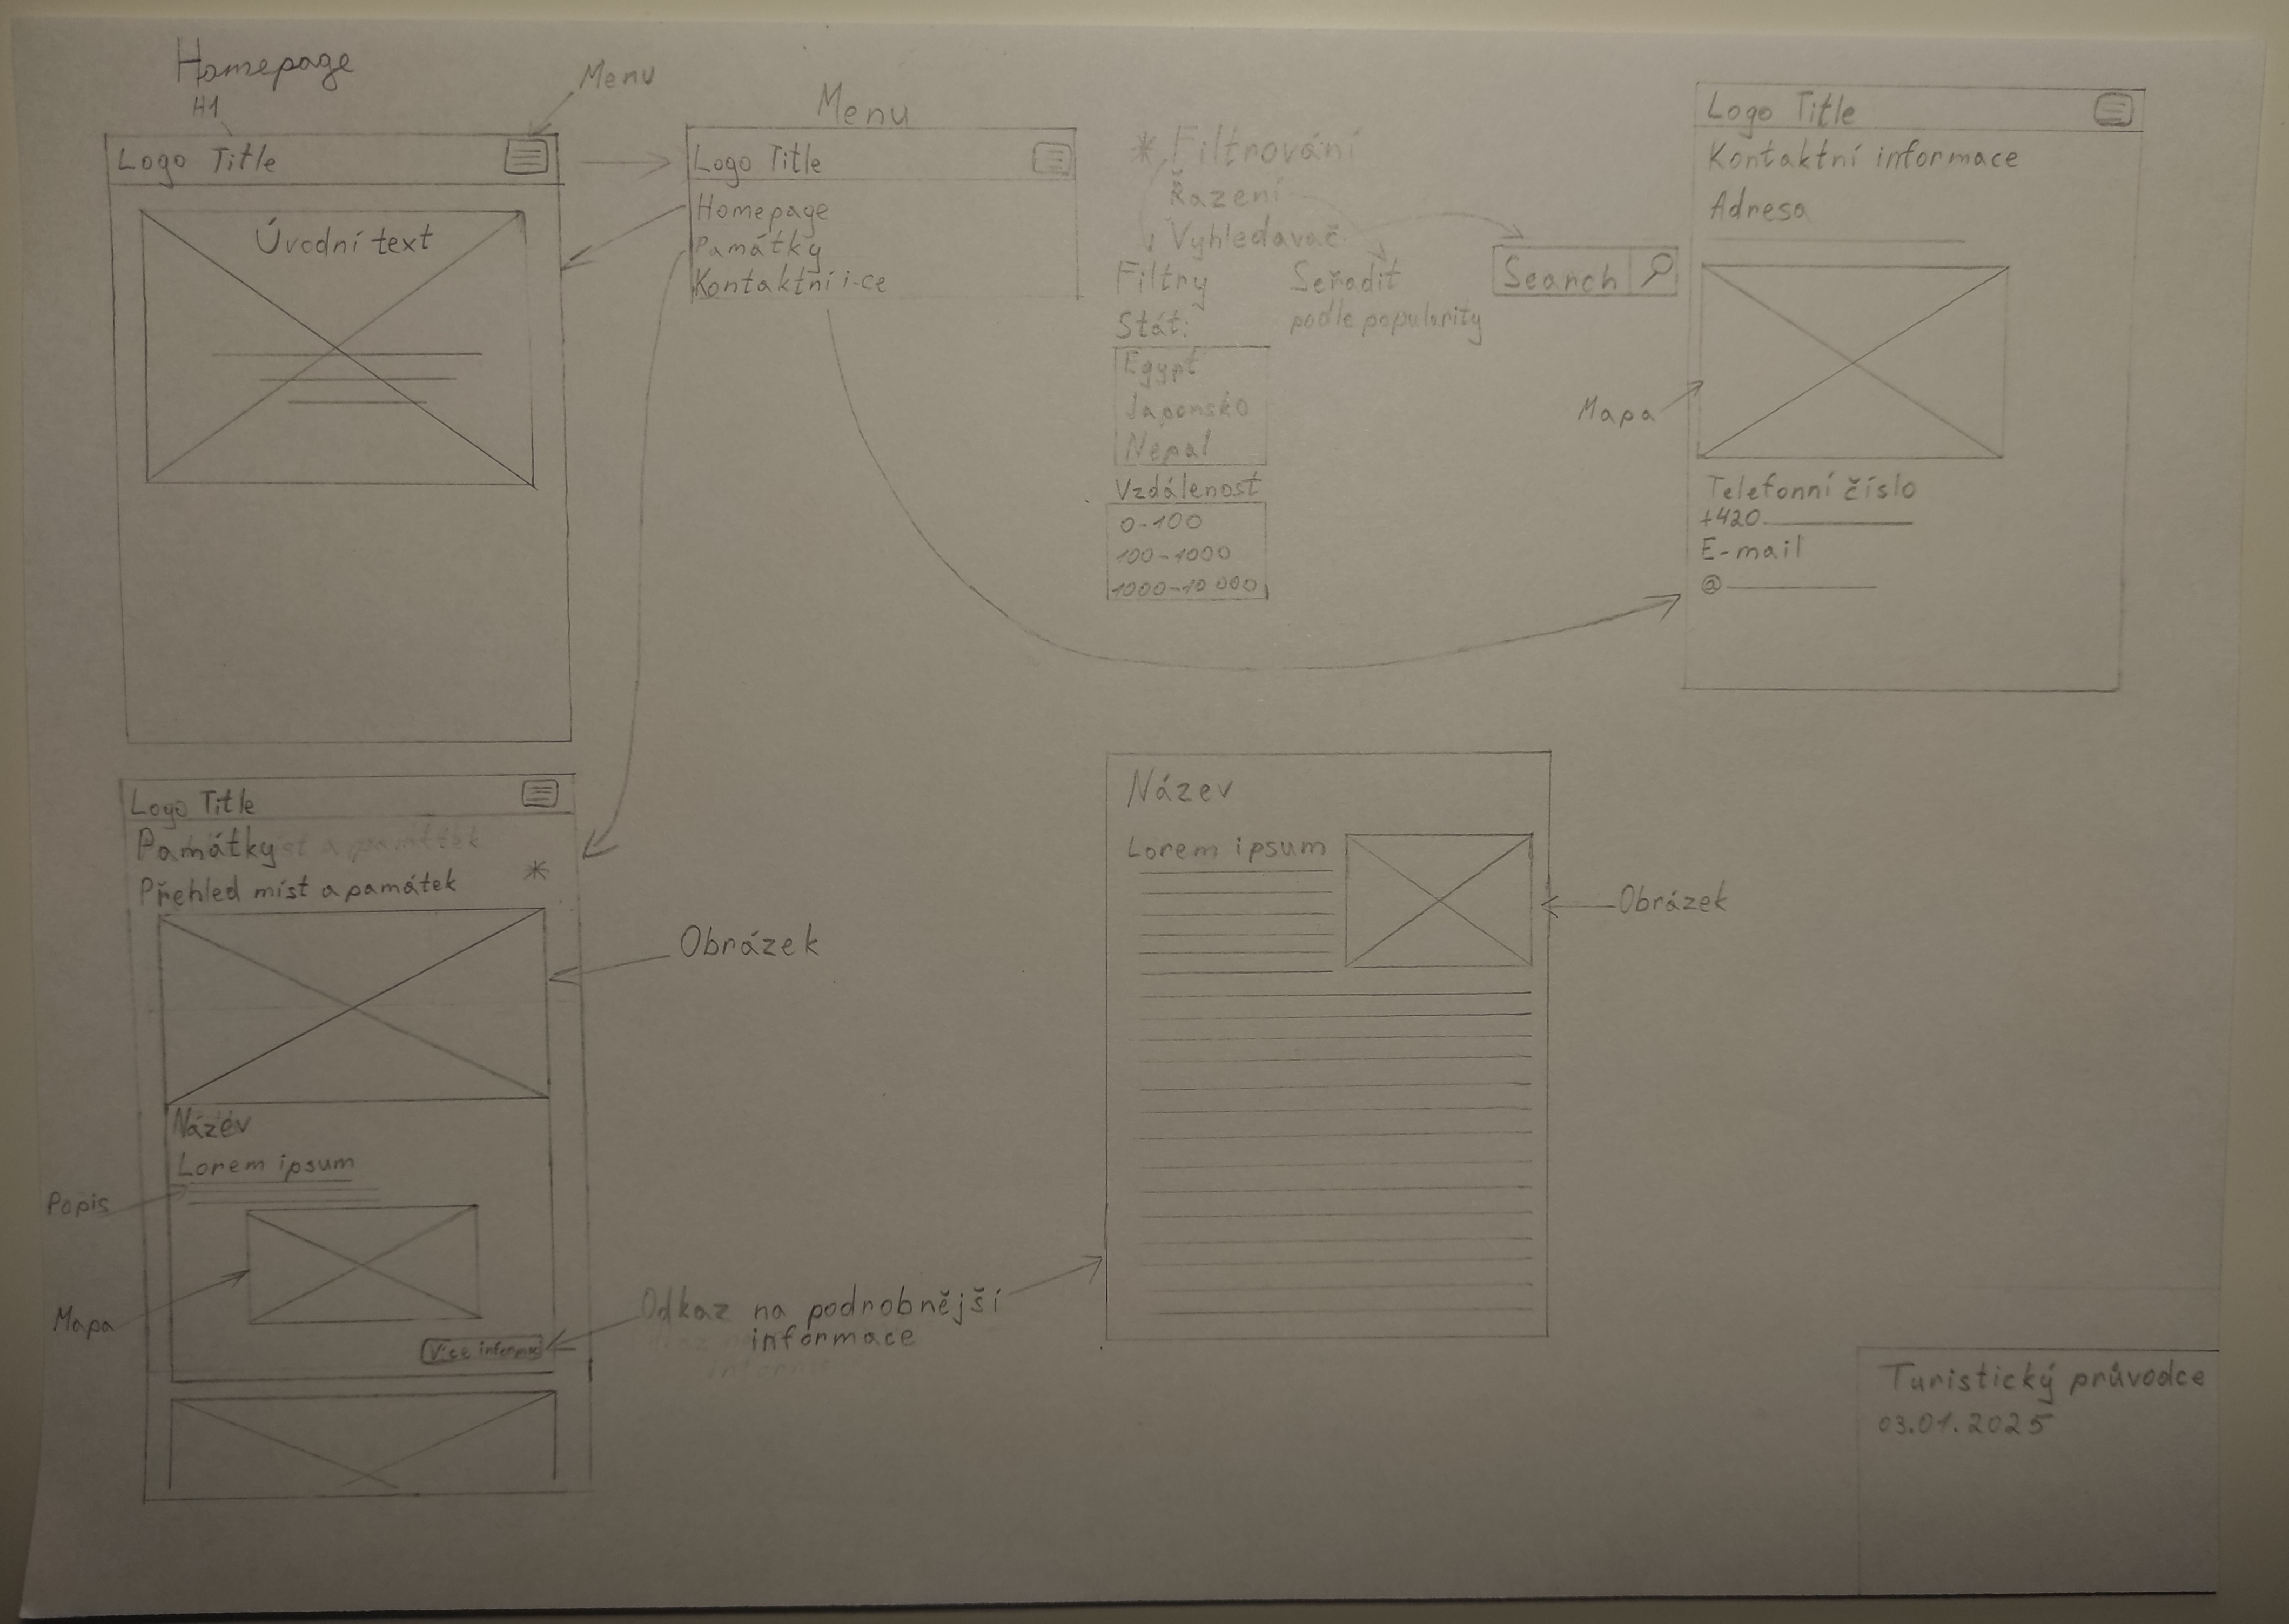 Homepage
H1
Menu
Logo Title
Úvodní text
Menu
Logo Title
Homepage
Památky
Kontaktní i-ce
* Filtrování
Řazení
Vyhledavač
Filtry
Stát:
Egypt
Japonsko
Nepal
Vzdálenost
0-100
100-1000
1000-10 000
Seřadit
podle popularity
Search
Logo Title
Kontaktní informace
Adresa
Mapa
Telefonní číslo
+420
E-mail
@
Logo Title
Památky
Přehled míst a památek *
Obrázek
Název
Lorem ipsum
Popis
Mapa
Odkaz na podrobnější
informace
Více informac
Název
Lorem ipsum
Obrázek
Turistický průvodce
03.01.2025